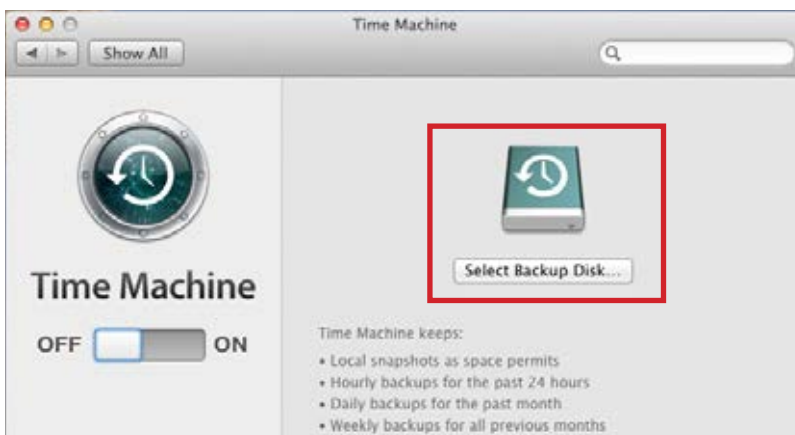 Time Machine
Show All
Time Machine
OFF ON
Select Backup Disk...
Time Machine keeps:
• Local snapshots as space permits
• Hourly backups for the past 24 hours
• Daily backups for the past month
• Weekly backups for all previous months